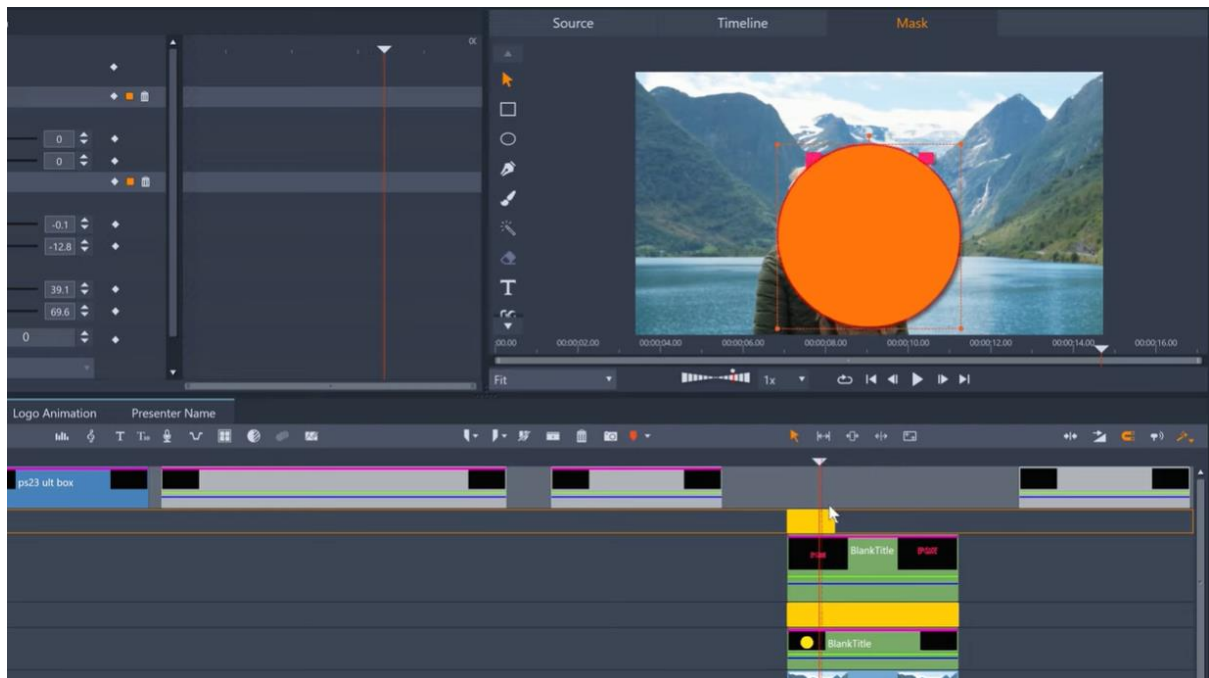 Source Timeline Mask
0
0
-0.1
-12.8
39.1
69.6
0
:00.00 00:00:02.00 00:00:04.00 00:00:06.00 00:00:08.00 00:00:10.00 00:00:12.00 00:00:14.00 00:00:16.00
Fit 1x
Logo Animation Presenter Name
ps23 ult box
BlankTitle
BlankTitle